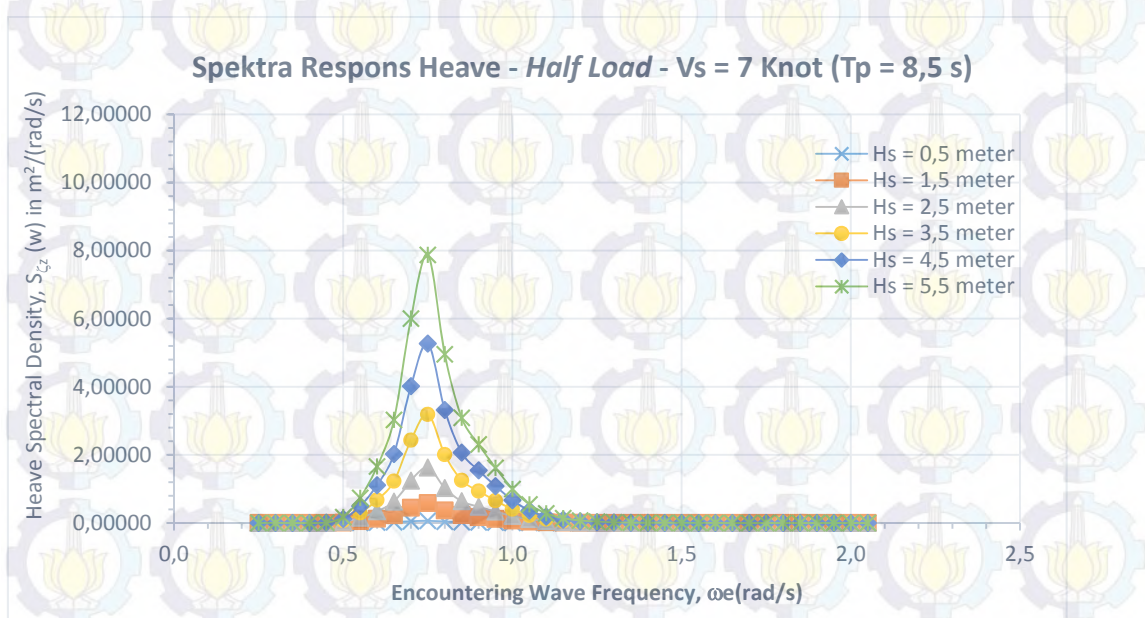 Spektra Respons Heave - Half Load - Vs = 7 Knot (Tp = 8,5 s)
Heave Spectral Density, Sζz (w) in m²/(rad/s)
12,00000
10,00000
8,00000
6,00000
4,00000
2,00000
0,00000
Hs = 0,5 meter
Hs = 1,5 meter
Hs = 2,5 meter
Hs = 3,5 meter
Hs = 4,5 meter
Hs = 5,5 meter
0,0 0,5 1,0 1,5 2,0 2,5
Encountering Wave Frequency, ωe(rad/s)